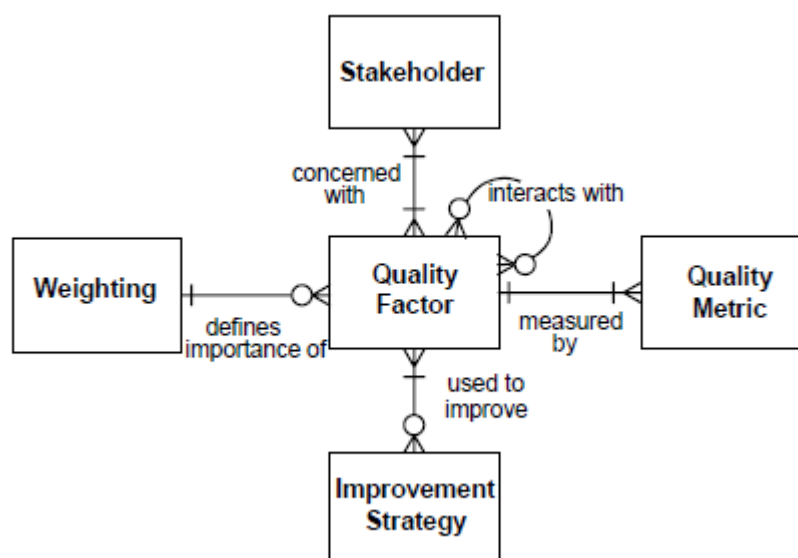 Stakeholder
concerned
with
interacts with
Weighting
defines
importance of
Quality
Factor
measured
by
Quality
Metric
used to
improve
Improvement
Strategy